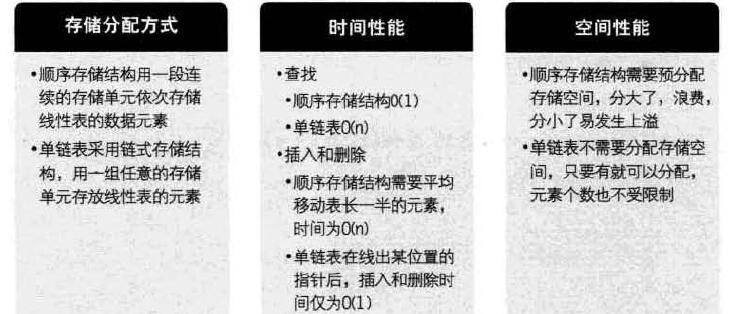 存储分配方式
•顺序存储结构用一段连
续的存储单元依次存储
线性表的数据元素
•单链表采用链式存储结
构，用一组任意的存储
单元存放线性表的元素
时间性能
•查找
•顺序存储结构O(1)
•单链表O(n)
•插入和删除
•顺序存储结构需要平均
移动表长一半的元素，
时间为O(n)
•单链表在线出某位置的
指针后，插入和删除时
间仅为O(1)
空间性能
•顺序存储结构需要预分配
存储空间，分大了，浪费，
分小了易发生上溢
•单链表不需要分配存储空
间，只要有就可以分配，
元素个数也不受限制